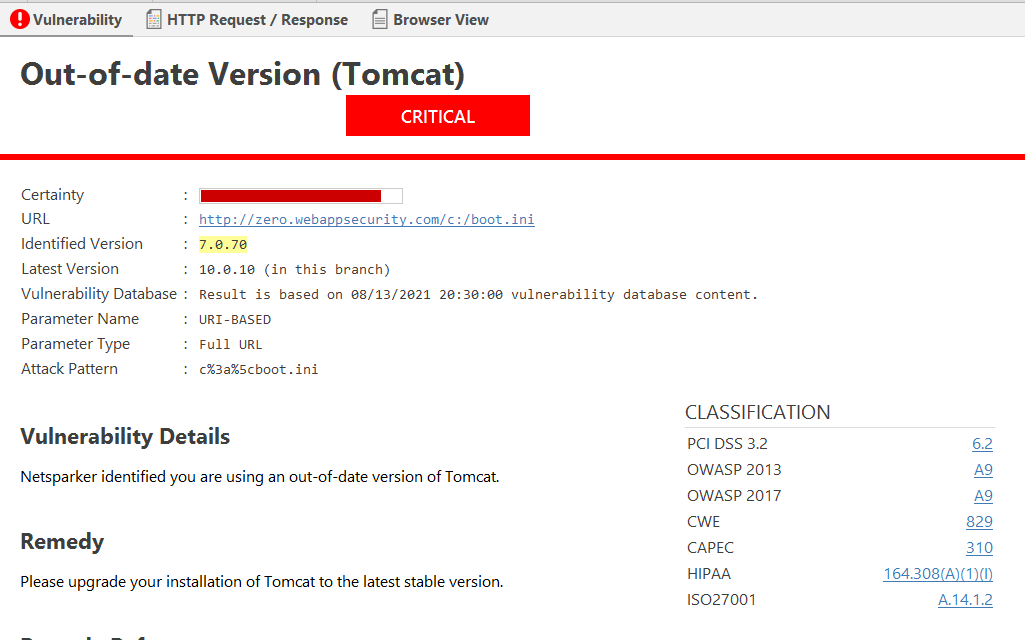 Vulnerability HTTP Request / Response Browser View
Out-of-date Version (Tomcat)
CRITICAL
Certainty :
URL : http://zero.webappsecurity.com/c:/boot.ini
Identified Version : 7.0.70
Latest Version : 10.0.10 (in this branch)
Vulnerability Database : Result is based on 08/13/2021 20:30:00 vulnerability database content.
Parameter Name : URI-BASED
Parameter Type : Full URL
Attack Pattern : c%3a%5cboot.ini
Vulnerability Details
Netsparker identified you are using an out-of-date version of Tomcat.
Remedy
Please upgrade your installation of Tomcat to the latest stable version.
CLASSIFICATION
PCI DSS 3.2 6.2
OWASP 2013 A9
OWASP 2017 A9
CWE 829
CAPEC 310
HIPAA 164.308(A)(1)(I)
ISO27001 A.14.1.2